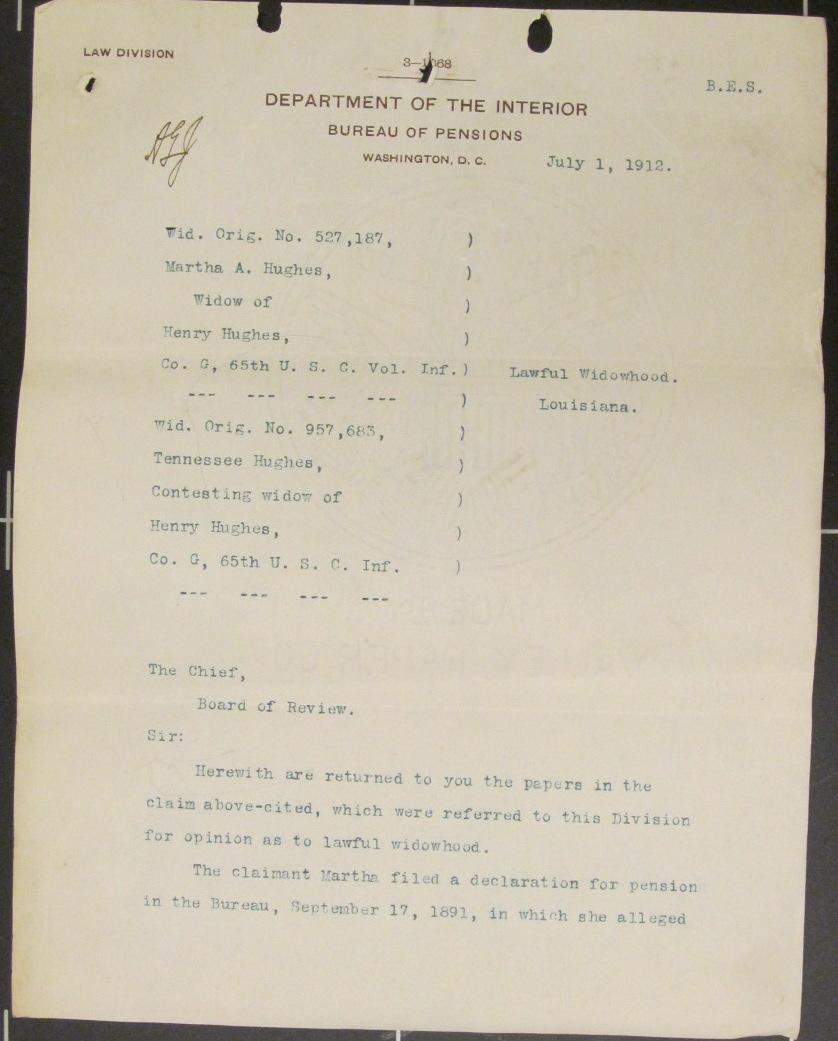 LAW DIVISION
B.E.S.
DEPARTMENT OF THE INTERIOR
BUREAU OF PENSIONS
WASHINGTON, D. C.
July 1, 1912.
Wid. Orig. No. 527,187, )
Martha A. Hughes, )
Widow of )
Henry Hughes, )
Co. G, 65th U. S. C. Vol. Inf. ) Lawful Widowhood.
--- --- --- --- ) Louisiana.
Wid. Orig. No. 957,683, )
Tennessee Hughes, )
Contesting widow of )
Henry Hughes, )
Co. G, 65th U. S. C. Inf. )
--- --- --- ---
The Chief,
Board of Review.
Sir:
Herewith are returned to you the papers in the
claim above-cited, which were referred to this Division
for opinion as to lawful widowhood.
The claimant Martha filed a declaration for pension
in the Bureau, September 17, 1891, in which she alleged